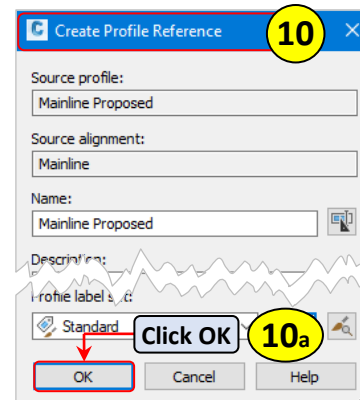 C Create Profile Reference 10
Source profile:
Mainline Proposed
Source alignment:
Mainline
Name:
Mainline Proposed
Description:
Profile label set:
Standard Click OK 10a
OK Cancel Help